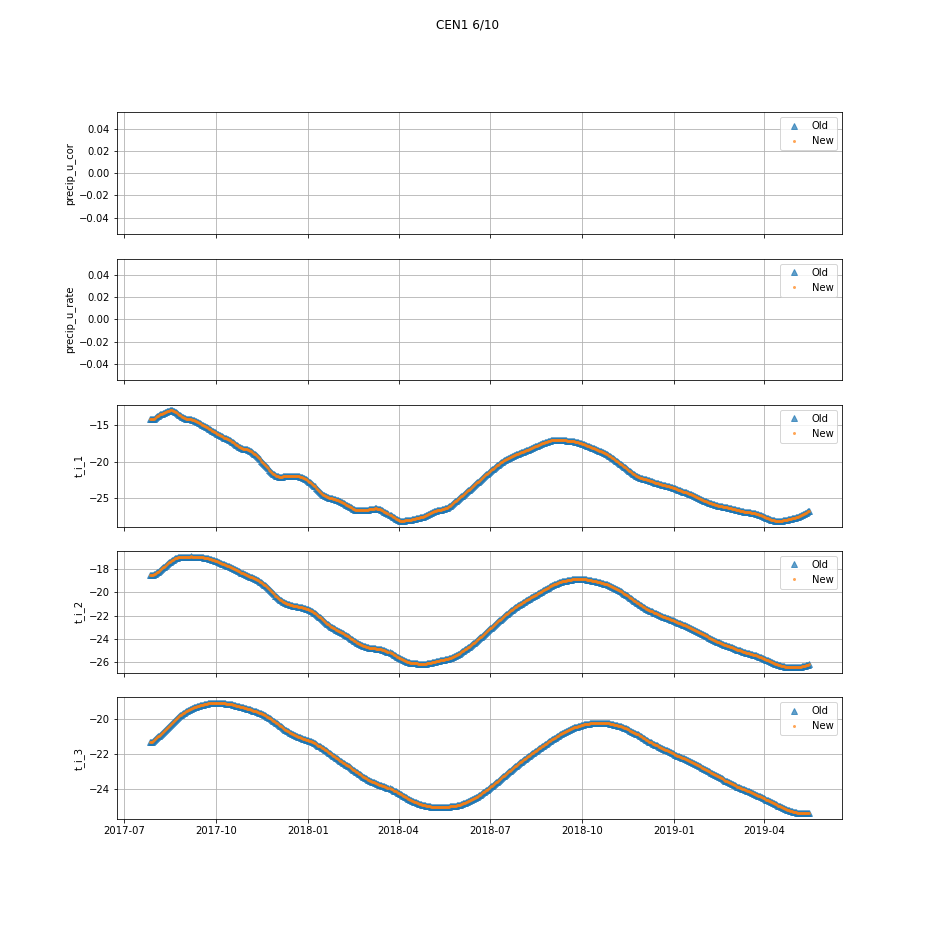 CEN1 6/10
0.04
0.02
0.00
−0.02
−0.04
precip_u_cor
Old
New
0.04
0.02
0.00
−0.02
−0.04
precip_u_rate
Old
New
−15
−20
−25
t_i_1
Old
New
−18
−20
−22
−24
−26
t_i_2
Old
New
−20
−22
−24
t_i_3
Old
New
2017-07 2017-10 2018-01 2018-04 2018-07 2018-10 2019-01 2019-04